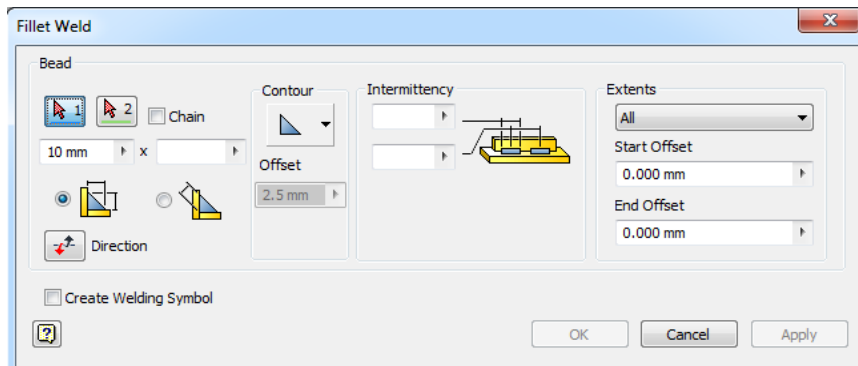 Fillet Weld
Bead
1 2 Chain
10 mm x
Direction
Contour
Offset
2.5 mm
Intermittency
Extents
All
Start Offset
0.000 mm
End Offset
0.000 mm
Create Welding Symbol
?
OK Cancel Apply